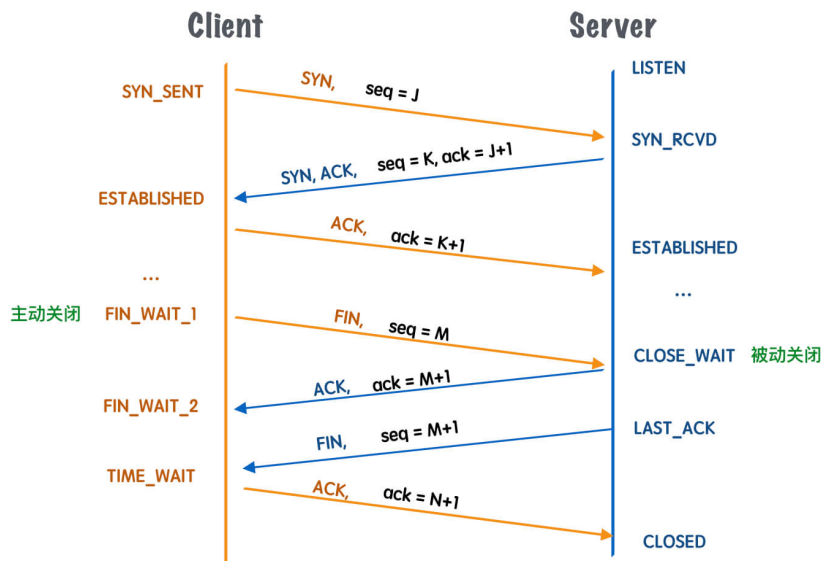 Client
Server
LISTEN
SYN_SENT
SYN, seq = J
SYN_RCVD
SYN, ACK, seq = K, ack = J+1
ESTABLISHED
ACK, ack = K+1
ESTABLISHED
...
...
主动关闭 FIN_WAIT_1
FIN, seq = M
CLOSE_WAIT 被动关闭
ACK, ack = M+1
FIN_WAIT_2
FIN, seq = M+1
LAST_ACK
TIME_WAIT
ACK, ack = N+1
CLOSED